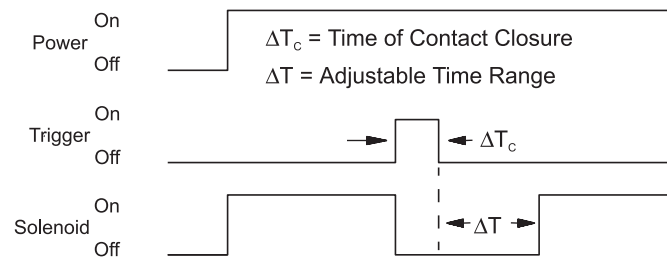 On
Power
Off
ΔTc = Time of Contact Closure
ΔT = Adjustable Time Range
On
Trigger
Off
ΔTc
On
Solenoid
Off
ΔT